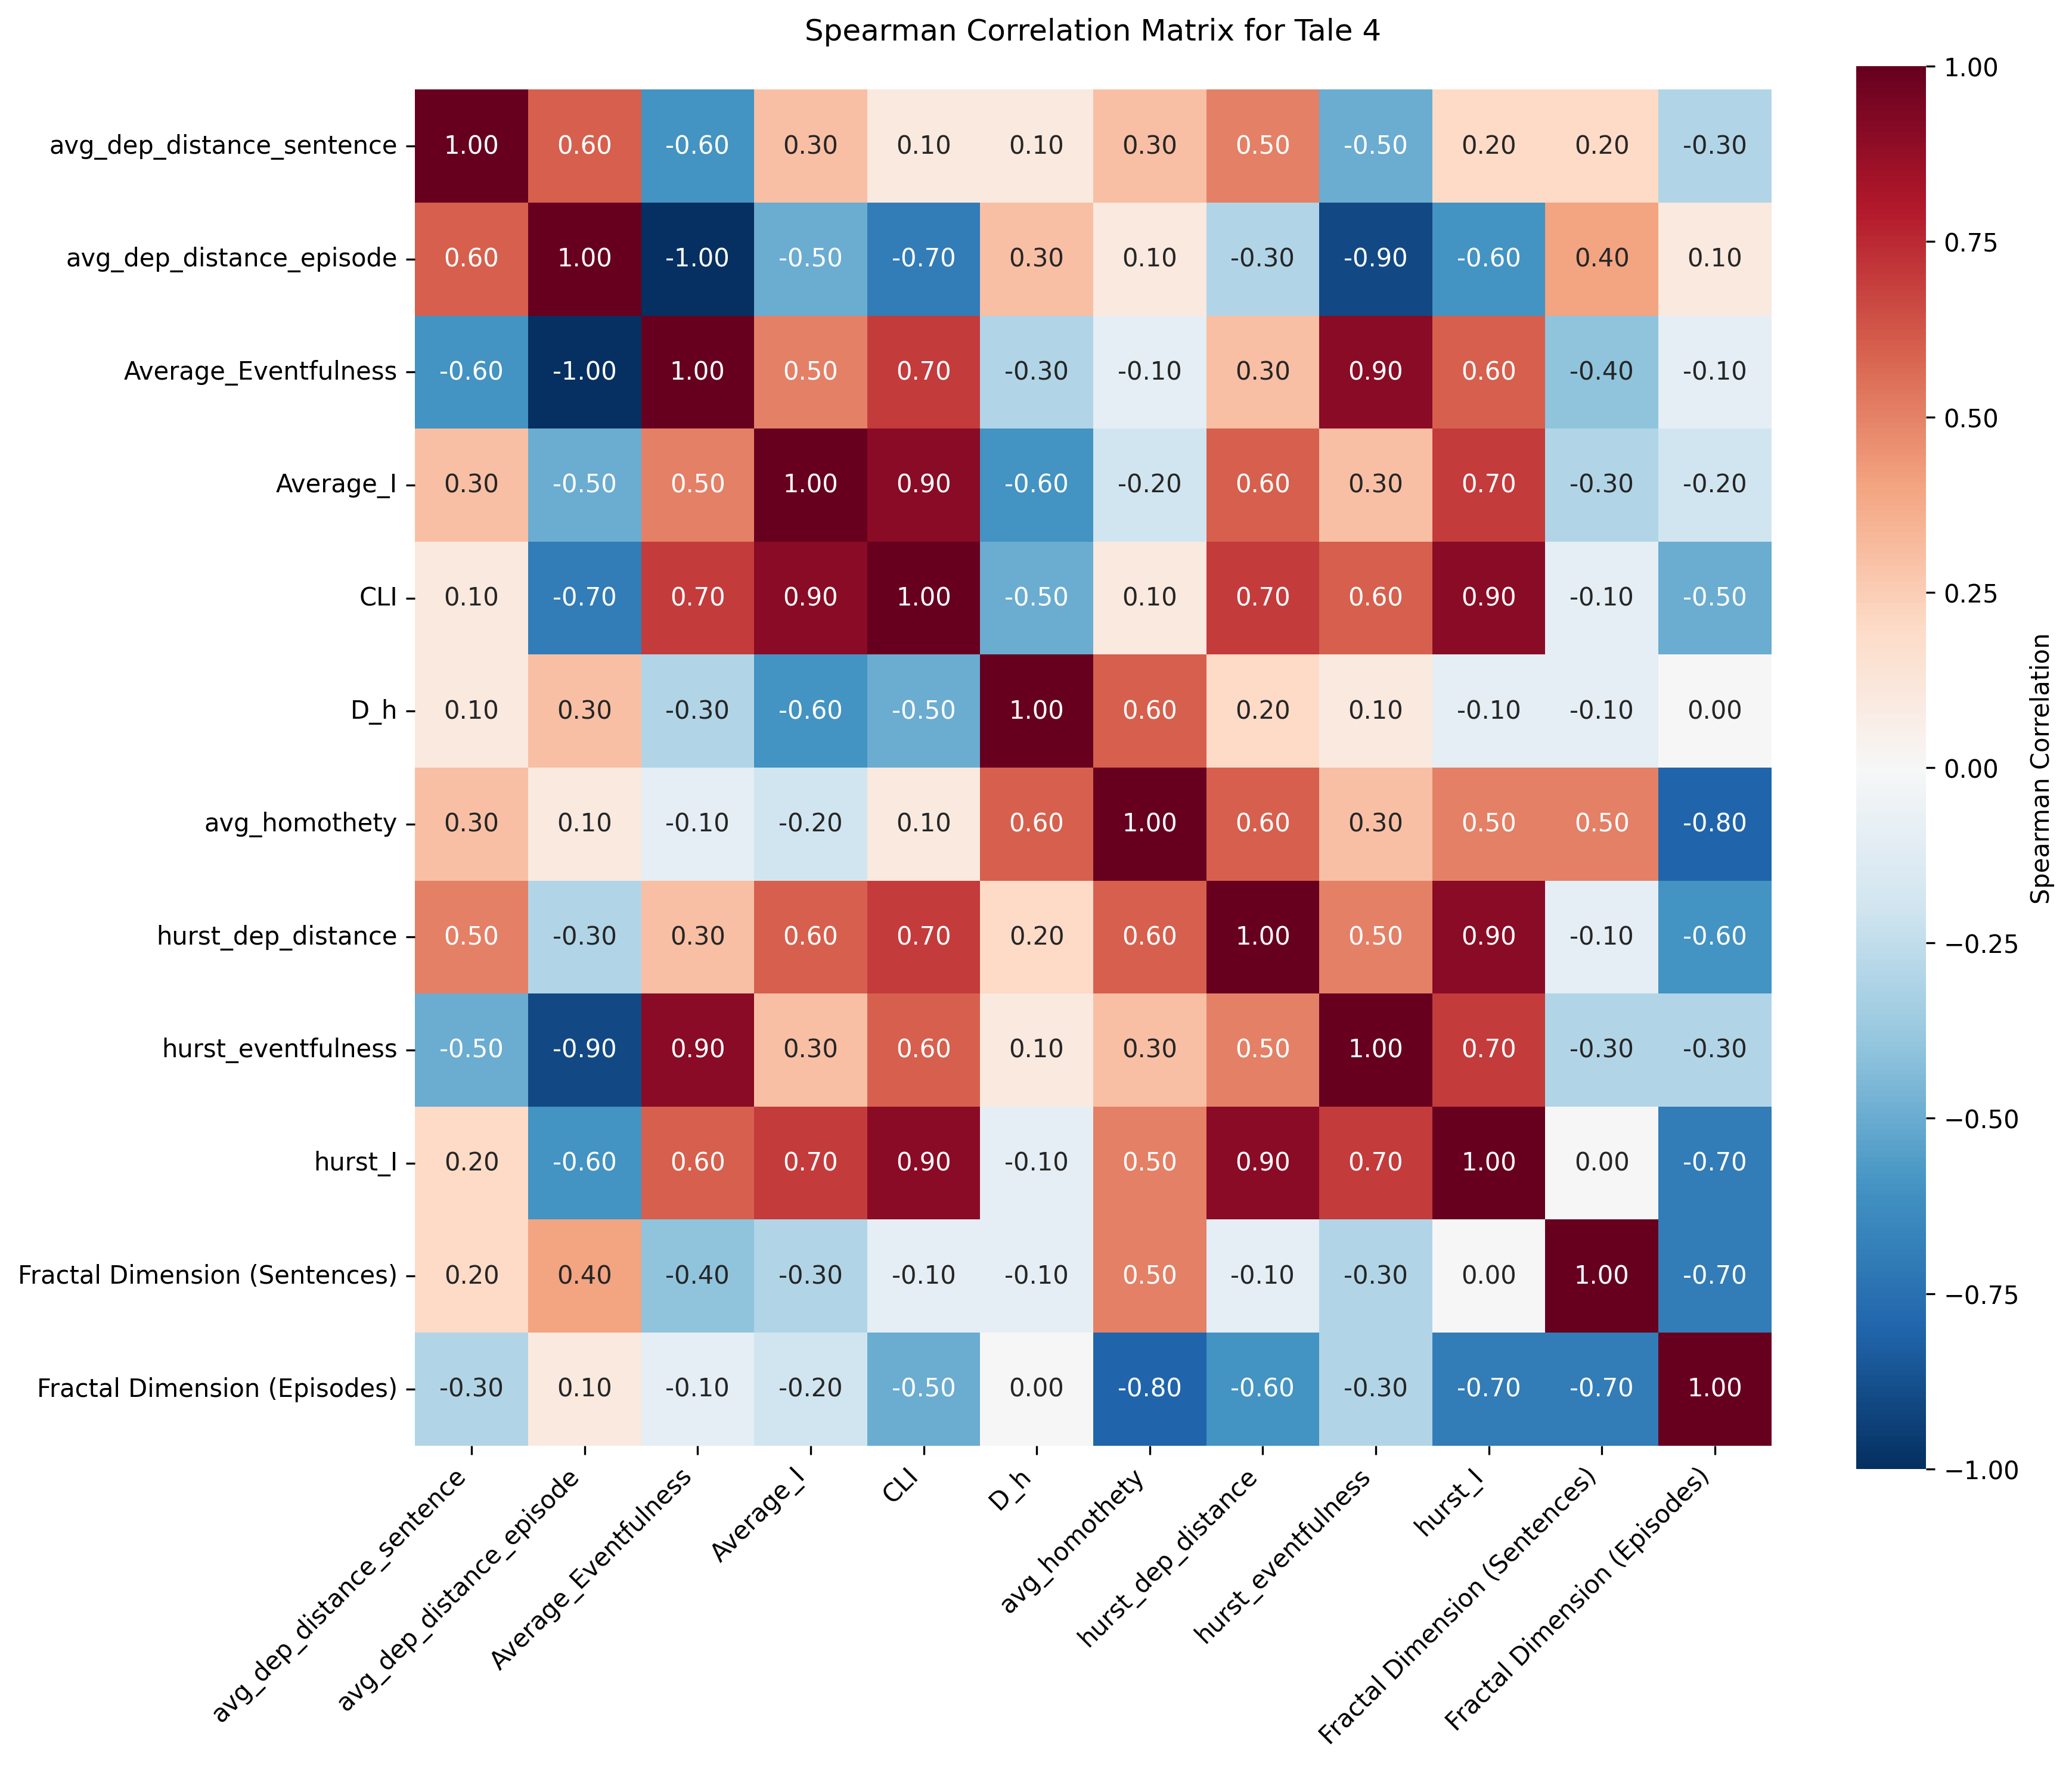 Spearman Correlation Matrix for Tale 4
avg_dep_distance_sentence 1.00 0.60 -0.60 0.30 0.10 0.10 0.30 0.50 -0.50 0.20 0.20 -0.30
avg_dep_distance_episode 0.60 1.00 -1.00 -0.50 -0.70 0.30 0.10 -0.30 -0.90 -0.60 0.40 0.10
Average_Eventfulness -0.60 -1.00 1.00 0.50 0.70 -0.30 -0.10 0.30 0.90 0.60 -0.40 -0.10
Average_I 0.30 -0.50 0.50 1.00 0.90 -0.60 -0.20 0.60 0.30 0.70 -0.30 -0.20
CLI 0.10 -0.70 0.70 0.90 1.00 -0.50 0.10 0.70 0.60 0.90 -0.10 -0.50
D_h 0.10 0.30 -0.30 -0.60 -0.50 1.00 0.60 0.20 0.10 -0.10 -0.10 0.00
avg_homothety 0.30 0.10 -0.10 -0.20 0.10 0.60 1.00 0.60 0.30 0.50 0.50 -0.80
hurst_dep_distance 0.50 -0.30 0.30 0.60 0.70 0.20 0.60 1.00 0.50 0.90 -0.10 -0.60
hurst_eventfulness -0.50 -0.90 0.90 0.30 0.60 0.10 0.30 0.50 1.00 0.70 -0.30 -0.30
hurst_I 0.20 -0.60 0.60 0.70 0.90 -0.10 0.50 0.90 0.70 1.00 0.00 -0.70
Fractal Dimension (Sentences) 0.20 0.40 -0.40 -0.30 -0.10 -0.10 0.50 -0.10 -0.30 0.00 1.00 -0.70
Fractal Dimension (Episodes) -0.30 0.10 -0.10 -0.20 -0.50 0.00 -0.80 -0.60 -0.30 -0.70 -0.70 1.00
avg_dep_distance_sentence
avg_dep_distance_episode
Average_Eventfulness
Average_I
CLI
D_h
avg_homothety
hurst_dep_distance
hurst_eventfulness
hurst_I
Fractal Dimension (Sentences)
Fractal Dimension (Episodes)
1.00
0.75
0.50
0.25
0.00
−0.25
−0.50
−0.75
−1.00
Spearman Correlation